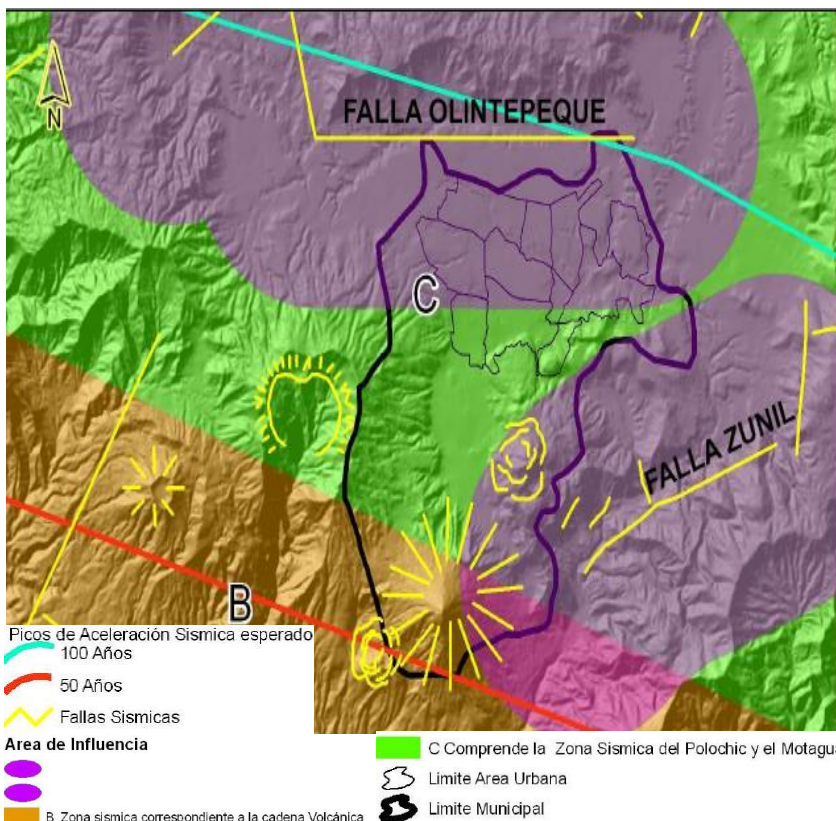 N
FALLA OLINTEPEQUE
C
FALLA ZUNIL
B
Picos de Aceleración Sismica esperado
100 Años
50 Años
Fallas Sismicas
Area de Influencia
B Zona sismica correspondiente a la cadena Volcánica
C Comprende la Zona Sismica del Polochic y el Motagu
Limite Area Urbana
Limite Municipal